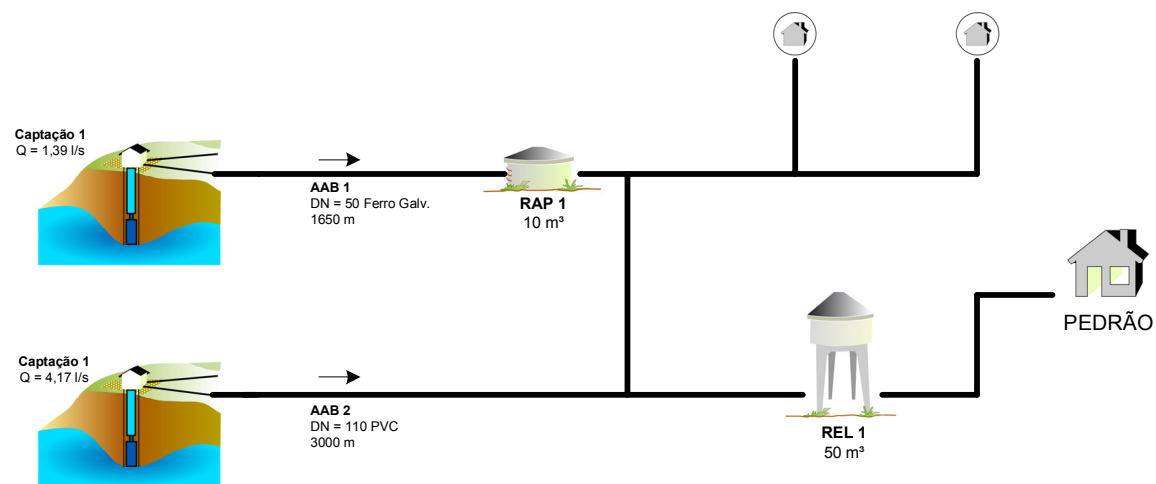 Captação 1
Q = 1,39 l/s
AAB 1
DN = 50 Ferro Galv.
1650 m
RAP 1
10 m³
PEDRÃO
Captação 1
Q = 4,17 l/s
AAB 2
DN = 110 PVC
3000 m
REL 1
50 m³